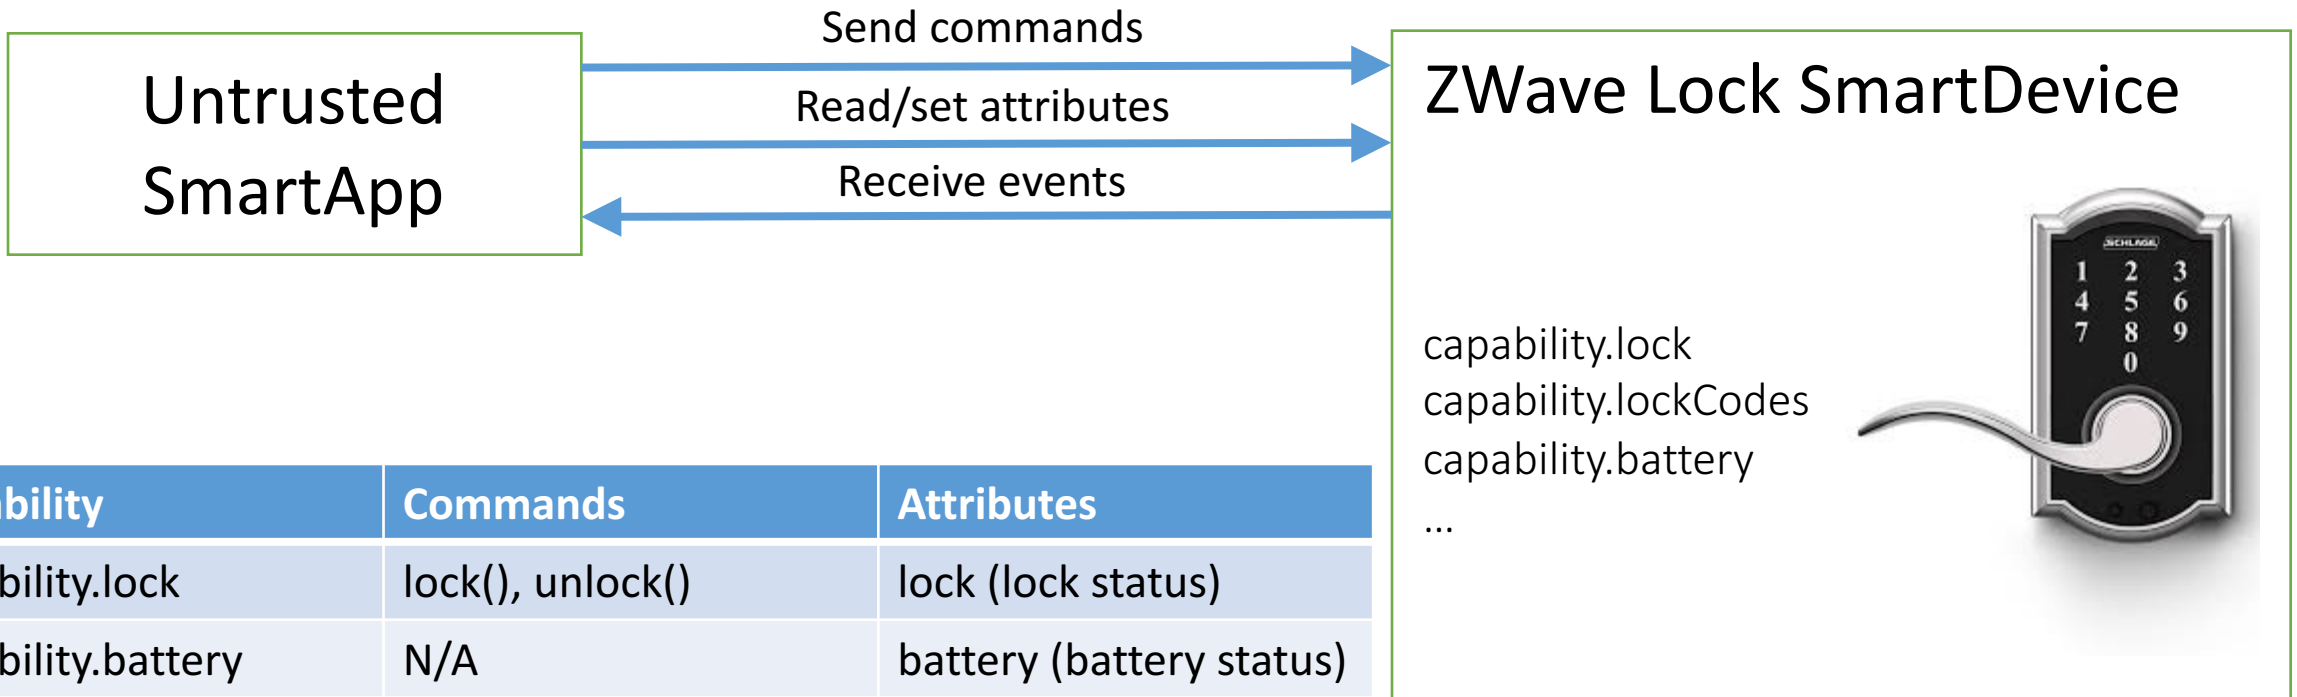 Send commands
Untrusted
SmartApp
Read/set attributes
Receive events
ZWave Lock SmartDevice
SCHLAGE
1 2 3
4 5 6
7 8 9
0
capability.lock
capability.lockCodes
capability.battery
...
ability Commands Attributes
bility.lock lock(), unlock() lock (lock status)
bility.battery N/A battery (battery status)